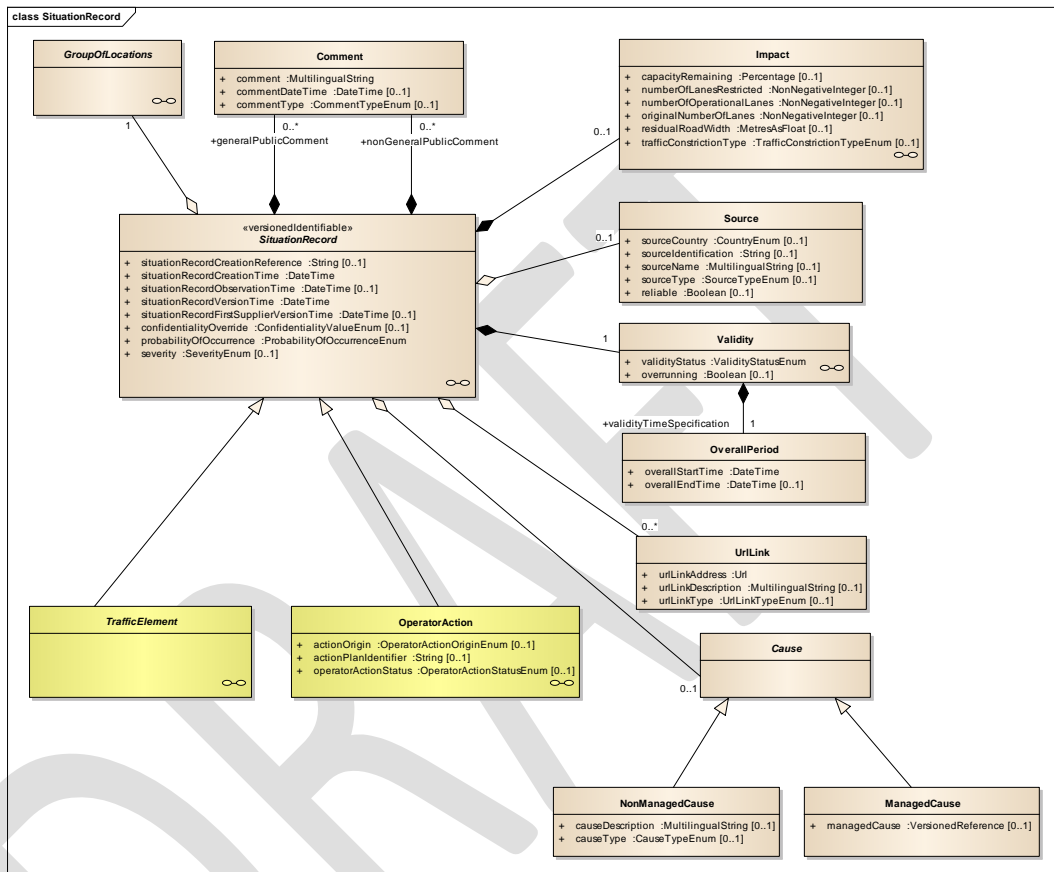 class SituationRecord
GroupOfLocations
Comment
+ comment :MultilingualString
+ commentDateTime :DateTime [0..1]
+ commentType :CommentTypeEnum [0..1]
Impact
+ capacityRemaining :Percentage [0..1]
+ numberOfLanesRestricted :NonNegativeInteger [0..1]
+ numberOfOperationalLanes :NonNegativeInteger [0..1]
+ originalNumberOfLanes :NonNegativeInteger [0..1]
+ residualRoadWidth :MetresAsFloat [0..1]
+ trafficConstrictionType :TrafficConstrictionTypeEnum [0..1]
1
0..*
+generalPublicComment
0..*
+nonGeneralPublicComment
0..1
«versionedIdentifiable»
SituationRecord
+ situationRecordCreationReference :String [0..1]
+ situationRecordCreationTime :DateTime
+ situationRecordObservationTime :DateTime [0..1]
+ situationRecordVersionTime :DateTime
+ situationRecordFirstSupplierVersionTime :DateTime [0..1]
+ confidentialityOverride :ConfidentialityValueEnum [0..1]
+ probabilityOfOccurrence :ProbabilityOfOccurrenceEnum
+ severity :SeverityEnum [0..1]
0..1
Source
+ sourceCountry :CountryEnum [0..1]
+ sourceIdentification :String [0..1]
+ sourceName :MultilingualString [0..1]
+ sourceType :SourceTypeEnum [0..1]
+ reliable :Boolean [0..1]
1
Validity
+ validityStatus :ValidityStatusEnum
+ overrunning :Boolean [0..1]
+validityTimeSpecification 1
OverallPeriod
+ overallStartTime :DateTime
+ overallEndTime :DateTime [0..1]
0..*
UrlLink
+ urlLinkAddress :Url
+ urlLinkDescription :MultilingualString [0..1]
+ urlLinkType :UrlLinkTypeEnum [0..1]
TrafficElement
OperatorAction
+ actionOrigin :OperatorActionOriginEnum [0..1]
+ actionPlanIdentifier :String [0..1]
+ operatorActionStatus :OperatorActionStatusEnum [0..1]
Cause
0..1
NonManagedCause
+ causeDescription :MultilingualString [0..1]
+ causeType :CauseTypeEnum [0..1]
ManagedCause
+ managedCause :VersionedReference [0..1]
DRAFT